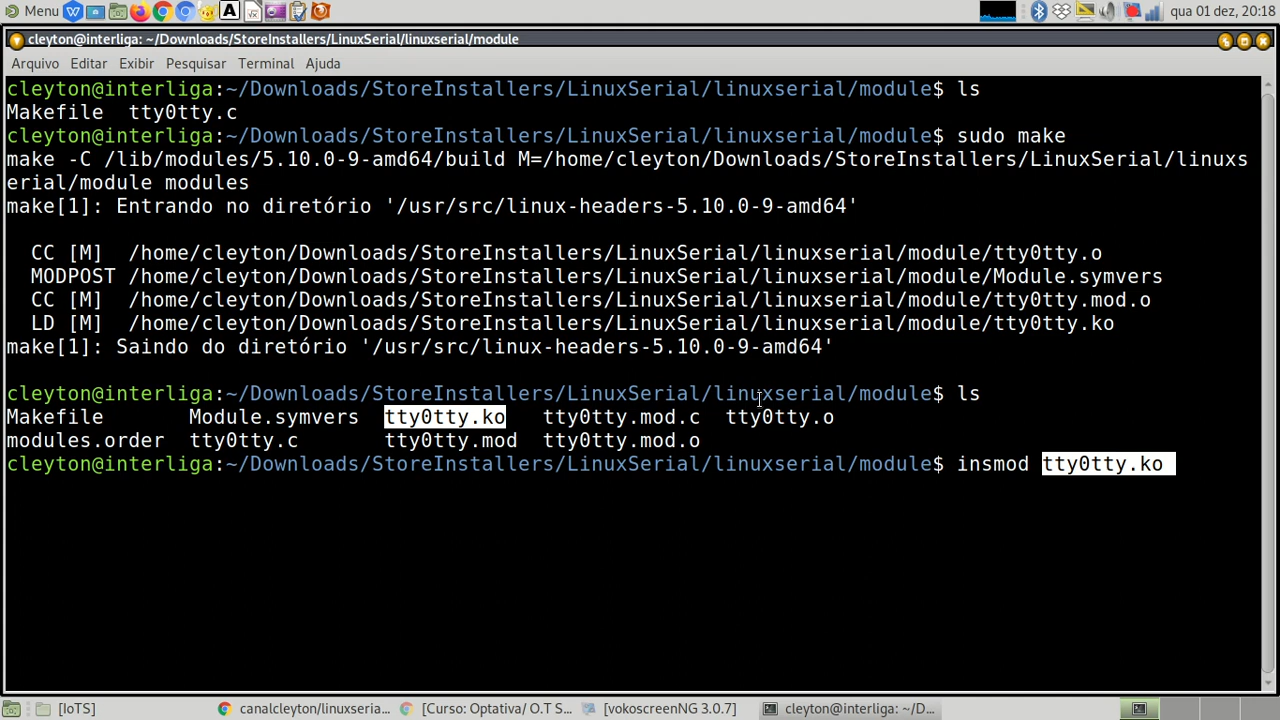 Menu
qua 01 dez, 20:18
cleyton@interliga: ~/Downloads/StoreInstallers/LinuxSerial/linuxserial/module
Arquivo Editar Exibir Pesquisar Terminal Ajuda
cleyton@interliga:~/Downloads/StoreInstallers/LinuxSerial/linuxserial/module$ ls
Makefile  tty0tty.c
cleyton@interliga:~/Downloads/StoreInstallers/LinuxSerial/linuxserial/module$ sudo make
make -C /lib/modules/5.10.0-9-amd64/build M=/home/cleyton/Downloads/StoreInstallers/LinuxSerial/linuxs
erial/module modules
make[1]: Entrando no diretório '/usr/src/linux-headers-5.10.0-9-amd64'
CC [M]  /home/cleyton/Downloads/StoreInstallers/LinuxSerial/linuxserial/module/tty0tty.o
MODPOST /home/cleyton/Downloads/StoreInstallers/LinuxSerial/linuxserial/module/Module.symvers
CC [M]  /home/cleyton/Downloads/StoreInstallers/LinuxSerial/linuxserial/module/tty0tty.mod.o
LD [M]  /home/cleyton/Downloads/StoreInstallers/LinuxSerial/linuxserial/module/tty0tty.ko
make[1]: Saindo do diretório '/usr/src/linux-headers-5.10.0-9-amd64'
cleyton@interliga:~/Downloads/StoreInstallers/LinuxSerial/linuxserial/module$ ls
Makefile       Module.symvers  tty0tty.ko   tty0tty.mod.c  tty0tty.o
modules.order  tty0tty.c       tty0tty.mod  tty0tty.mod.o
cleyton@interliga:~/Downloads/StoreInstallers/LinuxSerial/linuxserial/module$ insmod tty0tty.ko
[IoTS] canalcleyton/linuxseria... [Curso: Optativa/ O.T S... [vokoscreenNG 3.0.7] cleyton@interliga: ~/D...